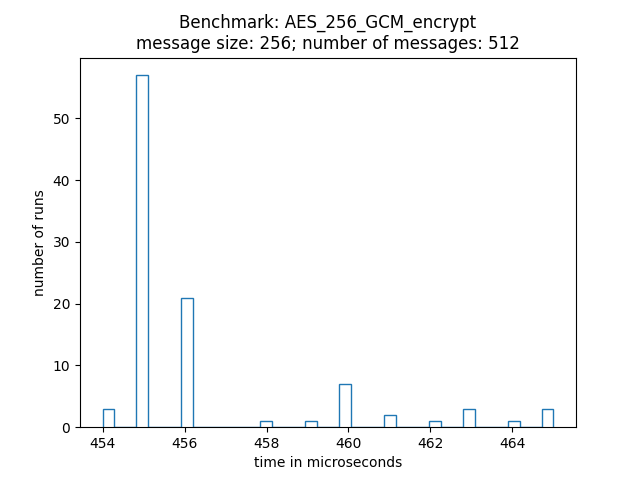 Benchmark: AES_256_GCM_encrypt
message size: 256; number of messages: 512
number of runs
50
40
30
20
10
0
454 456 458 460 462 464
time in microseconds